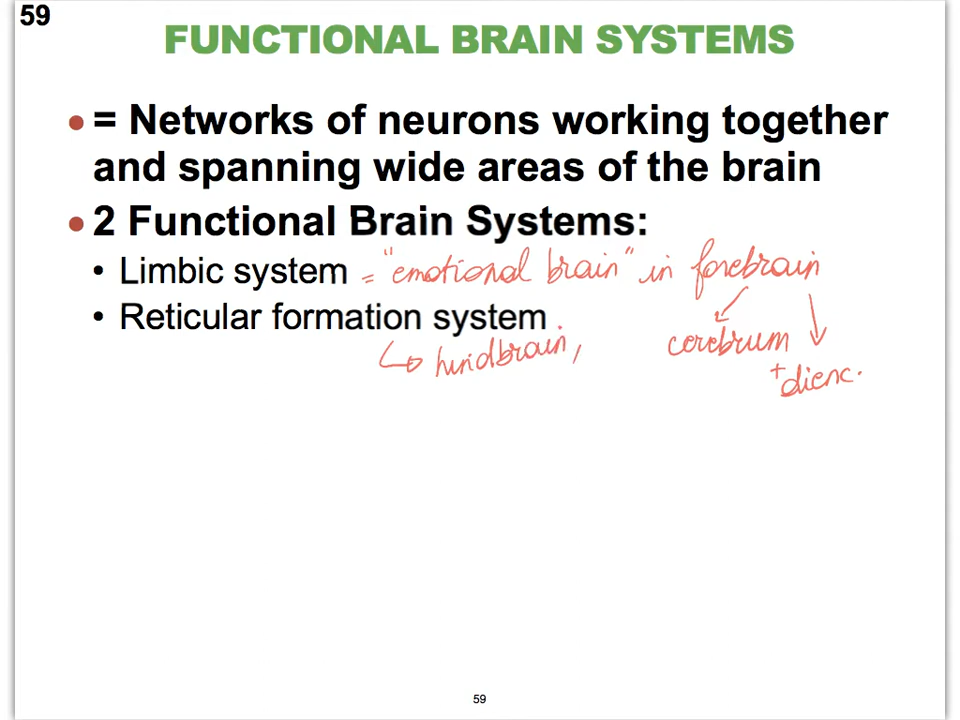 59
FUNCTIONAL BRAIN SYSTEMS
• = Networks of neurons working together
and spanning wide areas of the brain
• 2 Functional Brain Systems:
• Limbic system = "emotional brain" in forebrain
• Reticular formation system
↳ hindbrain,
cerebrum
+ dienc.
59